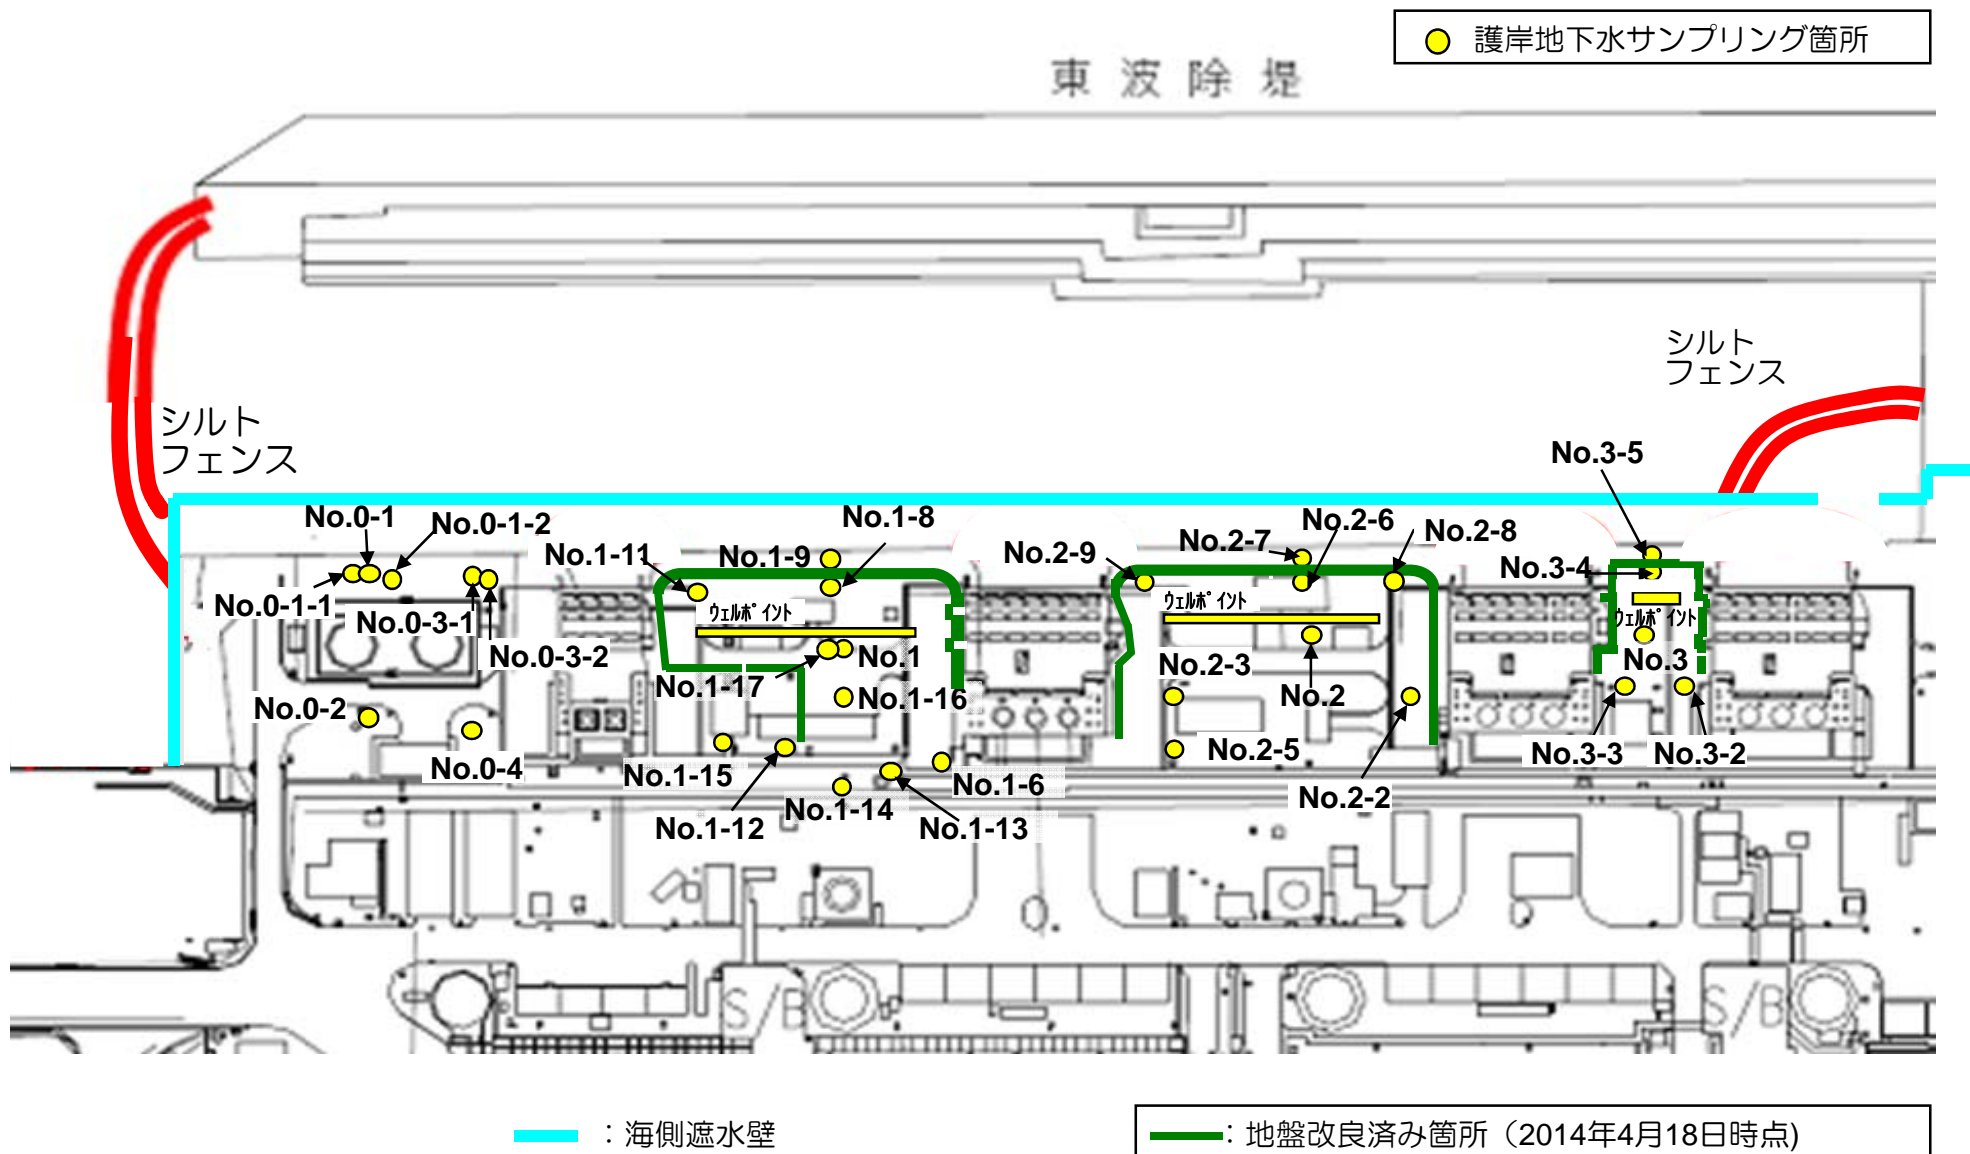 護岸地下水サンプリング箇所
東波除堤
シルト
フェンス
シルト
フェンス
No.3-5
No.0-1
No.0-1-2
No.1-8
No.2-6
No.2-8
No.1-11
No.1-9
No.2-9
No.2-7
No.3-4
No.0-1-1
No.0-3-1
ウェルポイント
ウェルポイント
ウェルポイント
No.0-3-2
No.1
No.1-17
No.1-16
No.2-3
No.2
No.3
No.0-2
No.0-4
No.1-15
No.1-6
No.2-5
No.3-3
No.3-2
No.1-12
No.1-14
No.1-13
No.2-2
S/B
S/B
：海側遮水壁
：地盤改良済み箇所（2014年4月18日時点)